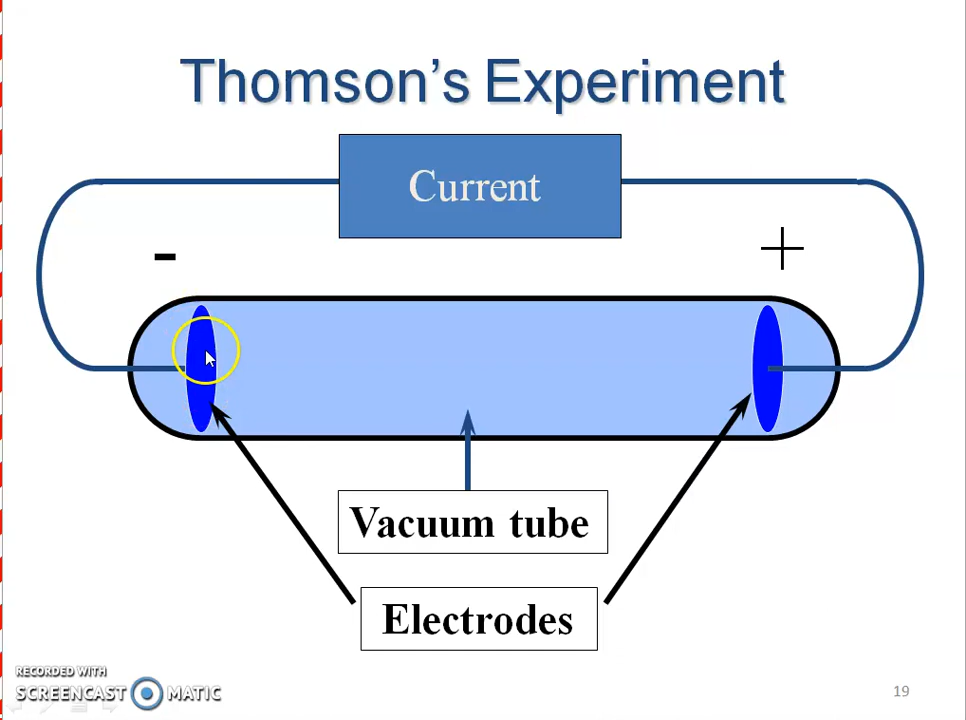 Thomson's Experiment
Current
- +
Vacuum tube
Electrodes
RECORDED WITH
SCREENCAST MATIC
19